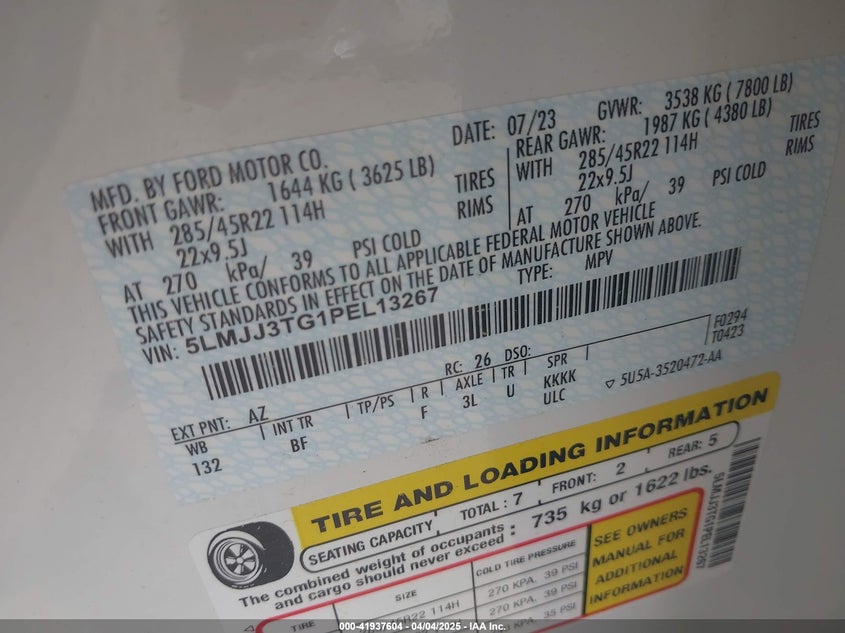 MFD. BY FORD MOTOR CO.
DATE: 07/23 GVWR: 3538 KG ( 7800 LB)
FRONT GAWR: 1644 KG ( 3625 LB)
WITH 285/45R22 114H TIRES
22x9.5J RIMS
AT 270 kPa/ 39 PSI COLD
REAR GAWR: 1987 KG ( 4380 LB)
WITH 285/45R22 114H TIRES
22x9.5J RIMS
AT 270 kPa/ 39 PSI COLD
THIS VEHICLE CONFORMS TO ALL APPLICABLE FEDERAL MOTOR VEHICLE
SAFETY STANDARDS IN EFFECT ON THE DATE OF MANUFACTURE SHOWN ABOVE.
VIN: 5LMJJ3TG1PEL13267 TYPE: MPV
F0294
T0423
EXT PNT: AZ RC: 26 DSO:
WB INT TR TP/PS R AXLE TR SPR
132 BF F 3L U KKKK
ULC
5U5A-3520472-AA
TIRE AND LOADING INFORMATION
SEATING CAPACITY TOTAL : 7 FRONT: 2 REAR: 5
The combined weight of occupants
and cargo should never exceed : 735 kg or 1622 lbs.
TIRE SIZE COLD TIRE PRESSURE
114H 270 KPA, 39 PSI
270 KPA, 39 PSI
35 PSI
SEE OWNERS
MANUAL FOR
ADDITIONAL
INFORMATION
5LMJJ3TG1PEL13267
000-41937604 - 04/04/2025 - IAA Inc.